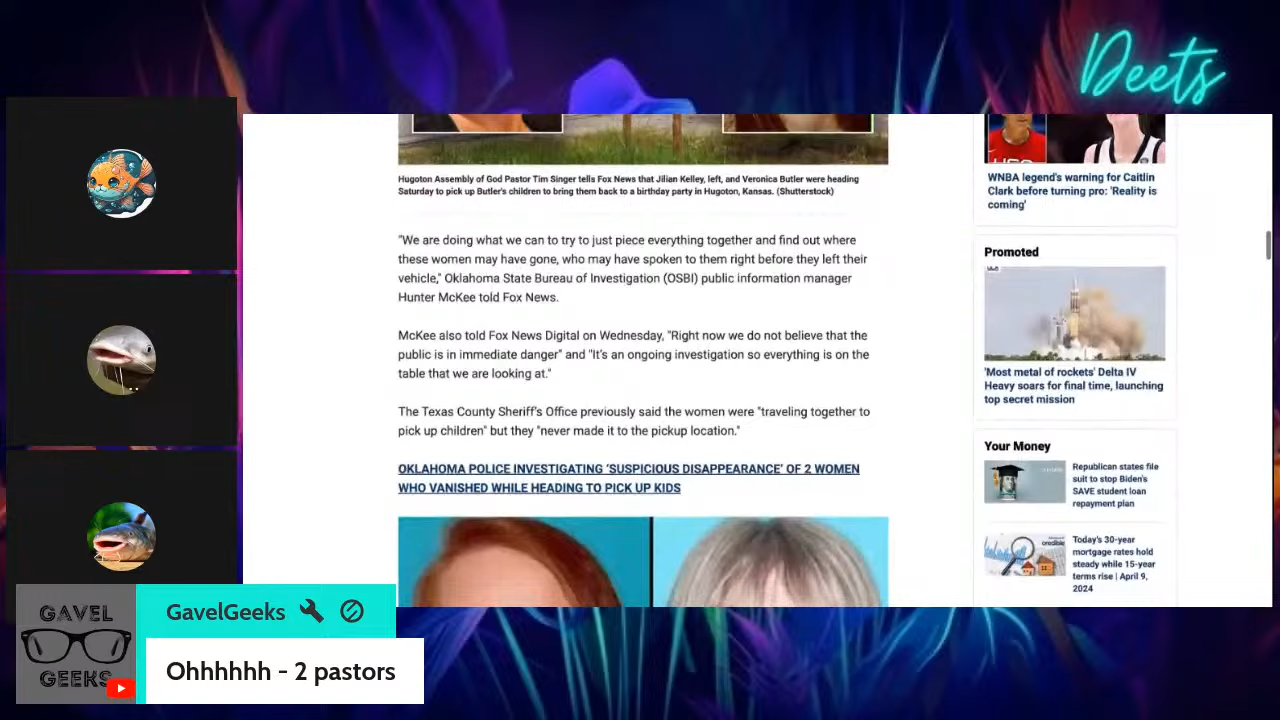 Deets
Hugoton Assembly of God Pastor Tim Singer tells Fox News that Jilian Kelley, left, and Veronica Butler were heading
Saturday to pick up Butler's children to bring them back to a birthday party in Hugoton, Kansas. (Shutterstock)
"We are doing what we can to try to just piece everything together and find out where
these women may have gone, who may have spoken to them right before they left their
vehicle," Oklahoma State Bureau of Investigation (OSBI) public information manager
Hunter McKee told Fox News.
McKee also told Fox News Digital on Wednesday, "Right now we do not believe that the
public is in immediate danger" and "It's an ongoing investigation so everything is on the
table that we are looking at."
The Texas County Sheriff's Office previously said the women were "traveling together to
pick up children" but they "never made it to the pickup location."
OKLAHOMA POLICE INVESTIGATING 'SUSPICIOUS DISAPPEARANCE' OF 2 WOMEN
WHO VANISHED WHILE HEADING TO PICK UP KIDS
WNBA legend's warning for Caitlin
Clark before turning pro: 'Reality is
coming'
Promoted
'Most metal of rockets' Delta IV
Heavy soars for final time, launching
top secret mission
Your Money
Republican states file
suit to stop Biden's
SAVE student loan
repayment plan
Today's 30-year
mortgage rates hold
steady while 15-year
terms rise | April 9,
2024
GAVEL
GEEKS
GavelGeeks
Ohhhhhh - 2 pastors